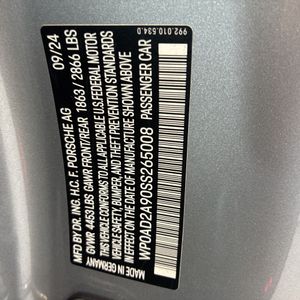 MFD BY: DR. ING. H.C. F. PORSCHE AG 09/24
GVWR 4453LBS GAWR FRONT/REAR 1863/2866 LBS
THIS VEHICLE CONFORMS TO ALL APPLICABLE U.S.FEDERAL MOTOR
VEHICLE SAFETY, BUMPER, AND THEFT PREVENTION STANDARDS
IN EFFECT ON THE DATE OF MANUFACTURE SHOWN ABOVE
WP0AD2A90SS265008 PASSENGER CAR
MADE IN GERMANY
992.010.534.0